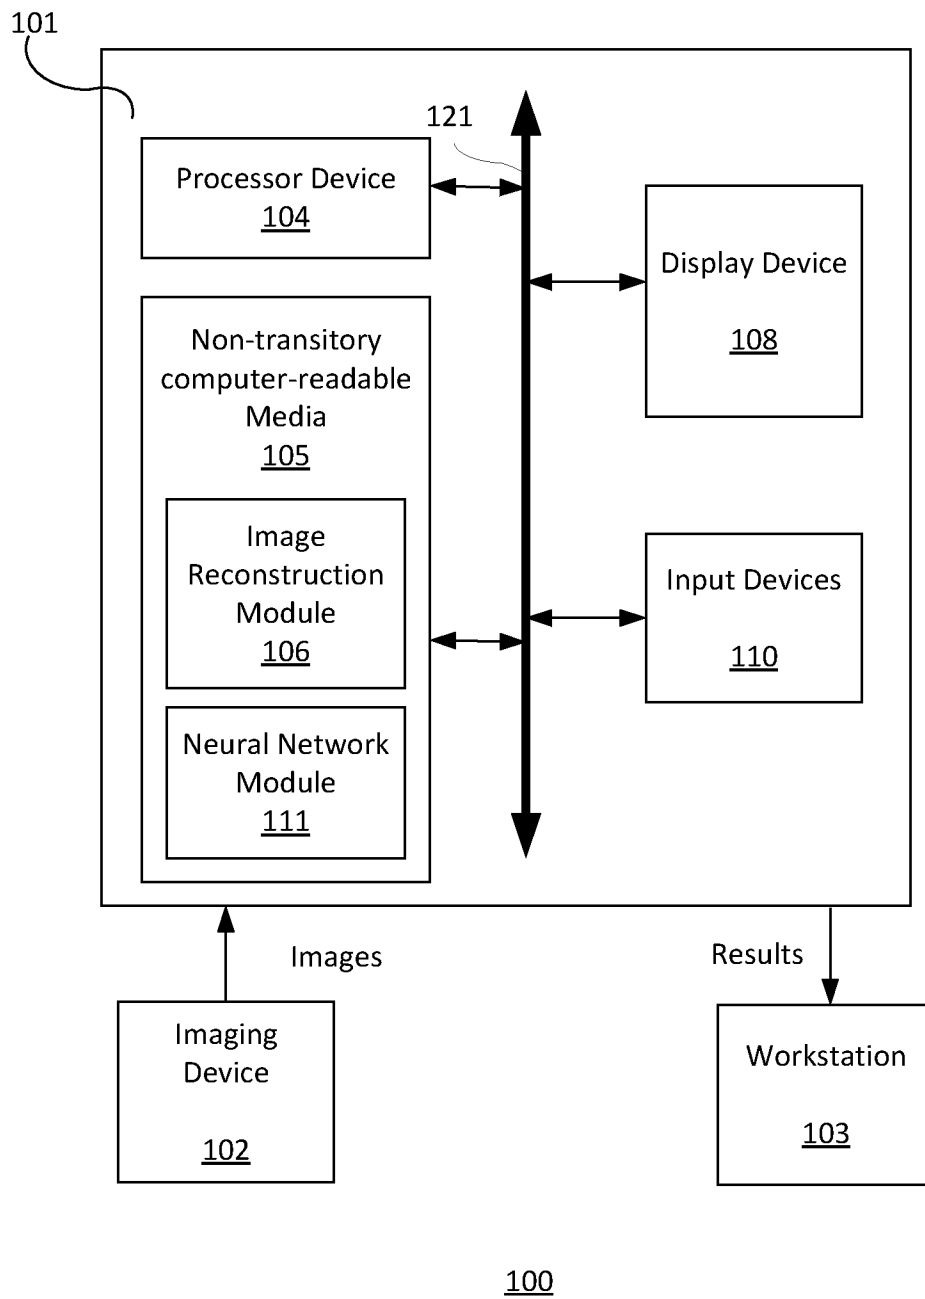 101
121
Processor Device
104
Display Device
108
Non-transitory
computer-readable
Media
105
Image
Reconstruction
Module
106
Input Devices
110
Neural Network
Module
111
Images
Results
Imaging
Device
102
Workstation
103
100